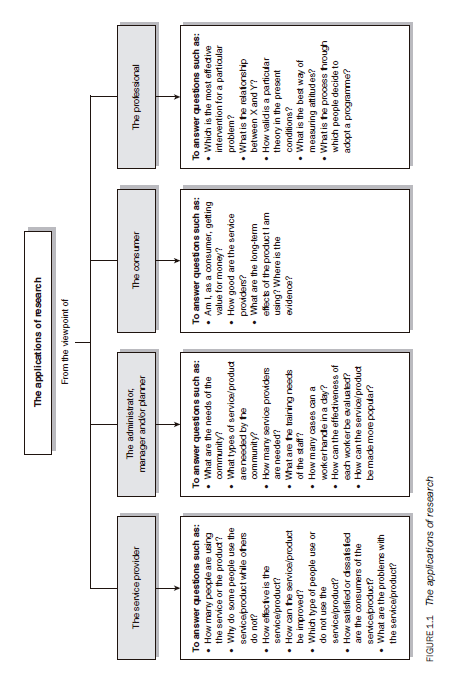 The applications of research
From the viewpoint of
The service provider
To answer questions such as:
• How many people are using
the service or the product?
• Why do some people use the
service/product while others
do not?
• How effective is the
service/product?
• How can the service/product
be improved?
• Which type of people use or
do not use the
service/product?
• How satisfied or dissatisfied
are the consumers of the
service/product?
• What are the problems with
the service/product?
The administrator,
manager and/or planner
To answer questions such as:
• What are the needs of the
community?
• What types of service/product
are needed by the
community?
• How many service providers
are needed?
• What are the training needs
of the staff?
• How many cases can a
worker handle in a day?
• How can the effectiveness of
each worker be evaluated?
• How can the service/product
be made more popular?
The consumer
To answer questions such as:
• Am I, as a consumer, getting
value for money?
• How good are the service
providers?
• What are the long-term
effects of the product I am
using? Where is the
evidence?
The professional
To answer questions such as:
• Which is the most effective
intervention for a particular
problem?
• What is the relationship
between X and Y?
• How valid is a particular
theory in the present
conditions?
• What is the best way of
measuring attitudes?
• What is the process through
which people decide to
adopt a programme?
FIGURE 1.1 The applications of research